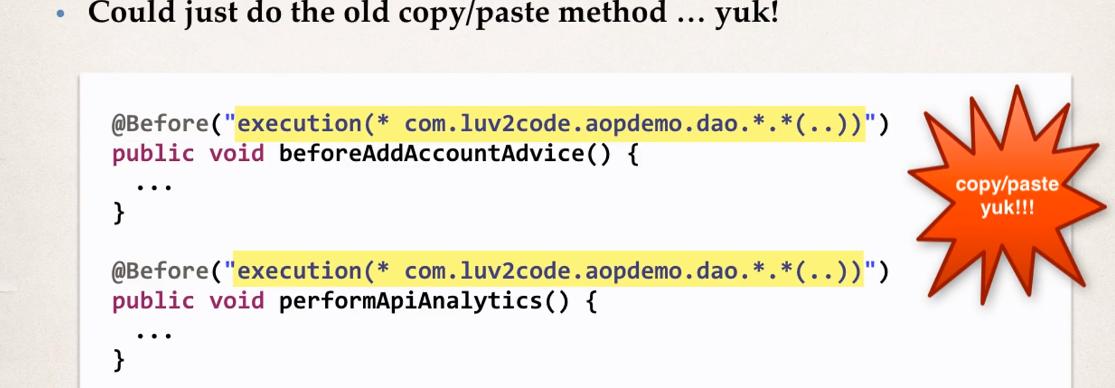 • Could just do the old copy/paste method … yuk!
@Before("execution(* com.luv2code.aopdemo.dao.*.*(..))")
public void beforeAddAccountAdvice() {
...
}
copy/paste
yuk!!!
@Before("execution(* com.luv2code.aopdemo.dao.*.*(..))")
public void performApiAnalytics() {
...
}